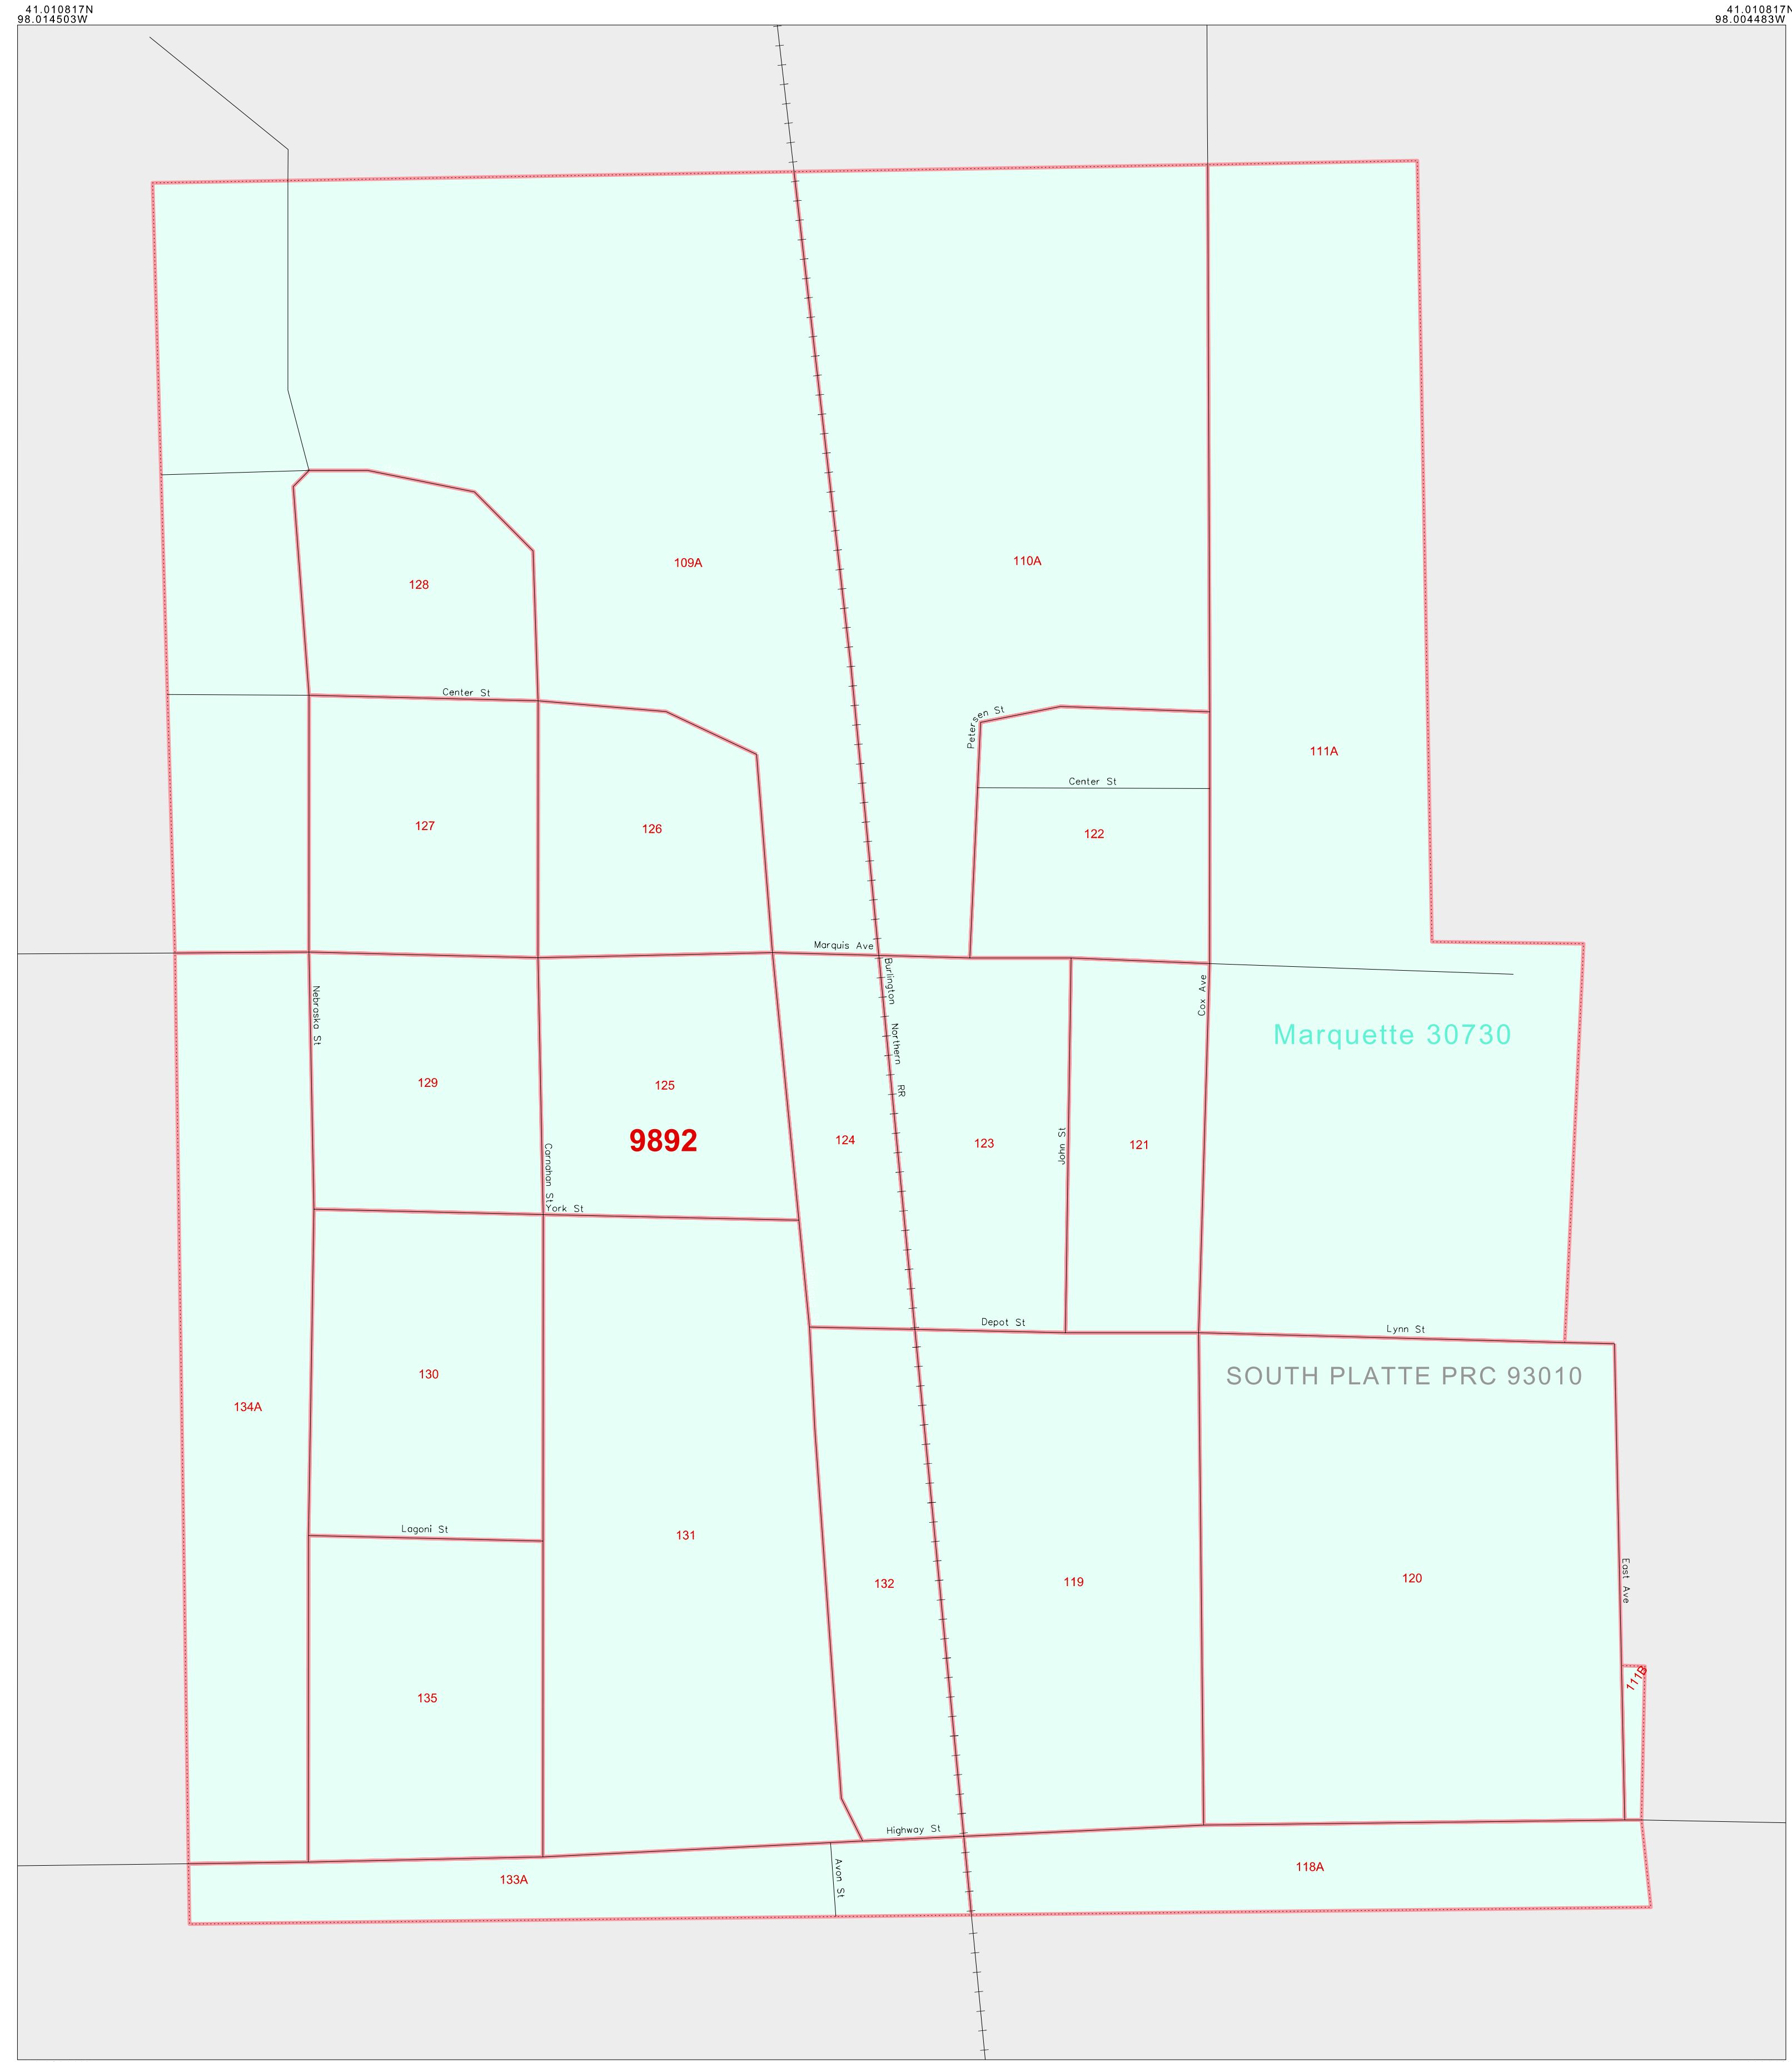 41.010817N
98.014503W
41.010817N
98.004483W
109A
110A
128
Center St
Petersen St
111A
Center St
127
126
122
Marquis Ave
Burlington Northern RR
Nebraska St
Cox Ave
Marquette 30730
129
125
9892
124
123
John St
121
Carnahan St
York St
Depot St
Lynn St
SOUTH PLATTE PRC 93010
130
134A
Lagoni St
131
132
119
120
East Ave
111B
135
Highway St
Avon St
133A
118A